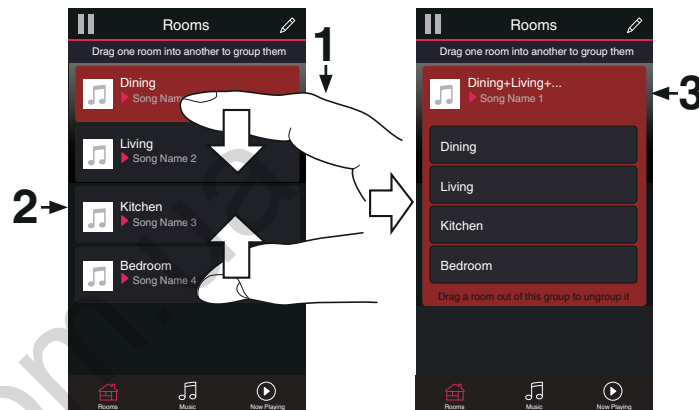 Rooms
Drag one room into another to group them
1
Dining
Song Nam
Living
Song Name 2
2
Kitchen
Song Name 3
Bedroom
Song Name 4
Rooms
Music
Now Playing
Rooms
Drag one room into another to group them
Dining+Living+...
Song Name 1
3
Dining
Living
Kitchen
Bedroom
Drag a room out of this group to ungroup it
Rooms
Music
Now Playing
om.ua